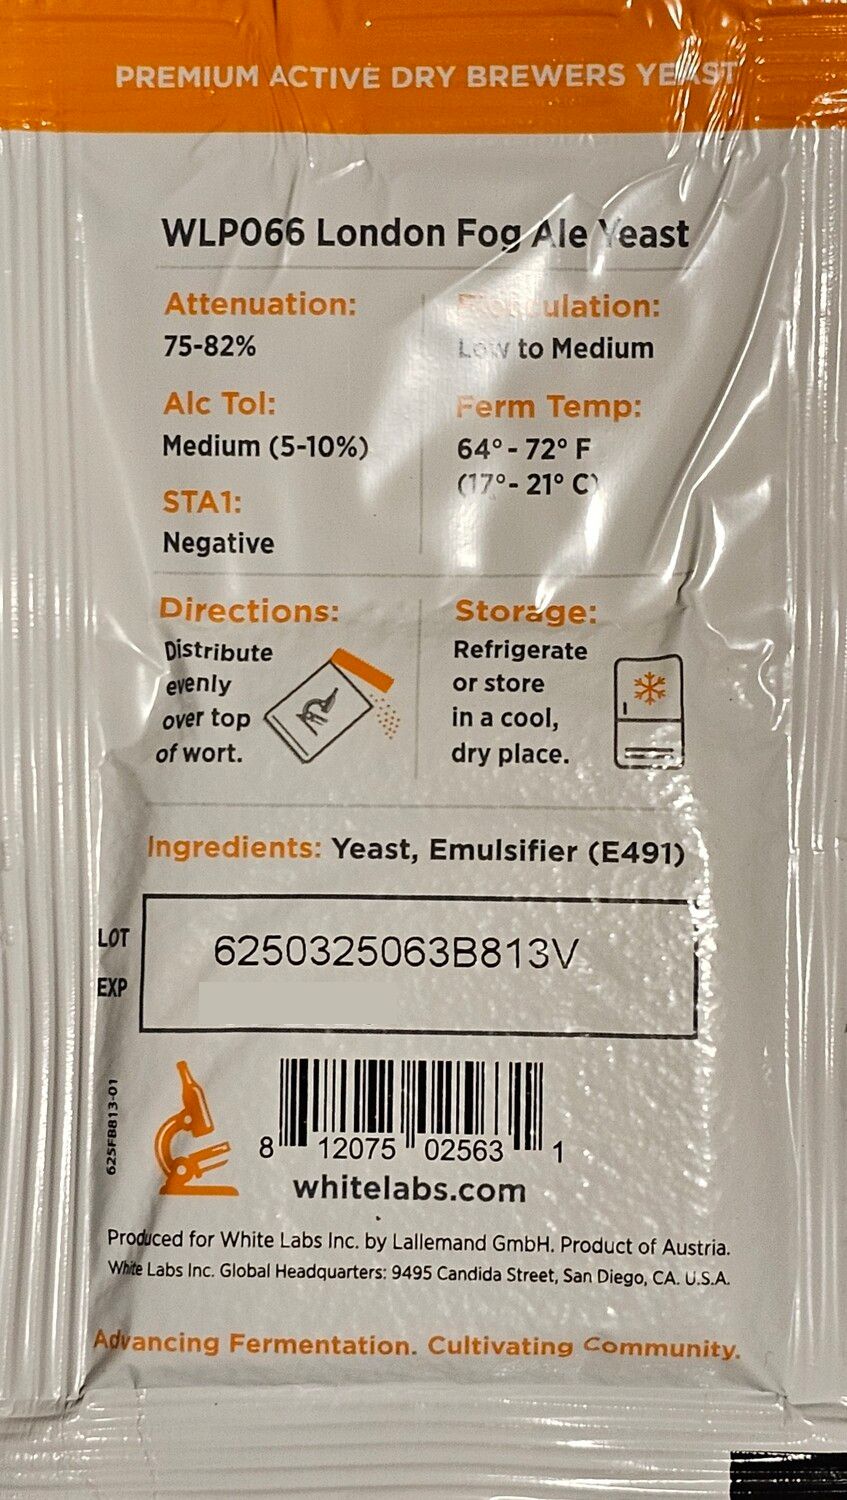 PREMIUM ACTIVE DRY BREWERS YEAST
WLP066 London Fog Ale Yeast
Attenuation:
75-82%
Flocculation:
Low to Medium
Alc Tol:
Medium (5-10%)
Ferm Temp:
64° - 72° F
(17°- 21° C)
STA1:
Negative
Directions:
Distribute
evenly
over top
of wort.
Storage:
Refrigerate
or store
in a cool,
dry place.
Ingredients: Yeast, Emulsifier (E491)
LOT 6250325063B813V
EXP
625FB813-01
8 12075 02563 1
whitelabs.com
Produced for White Labs Inc. by Lallemand GmbH. Product of Austria.
White Labs Inc. Global Headquarters: 9495 Candida Street, San Diego, CA. U.S.A.
Advancing Fermentation. Cultivating Community.